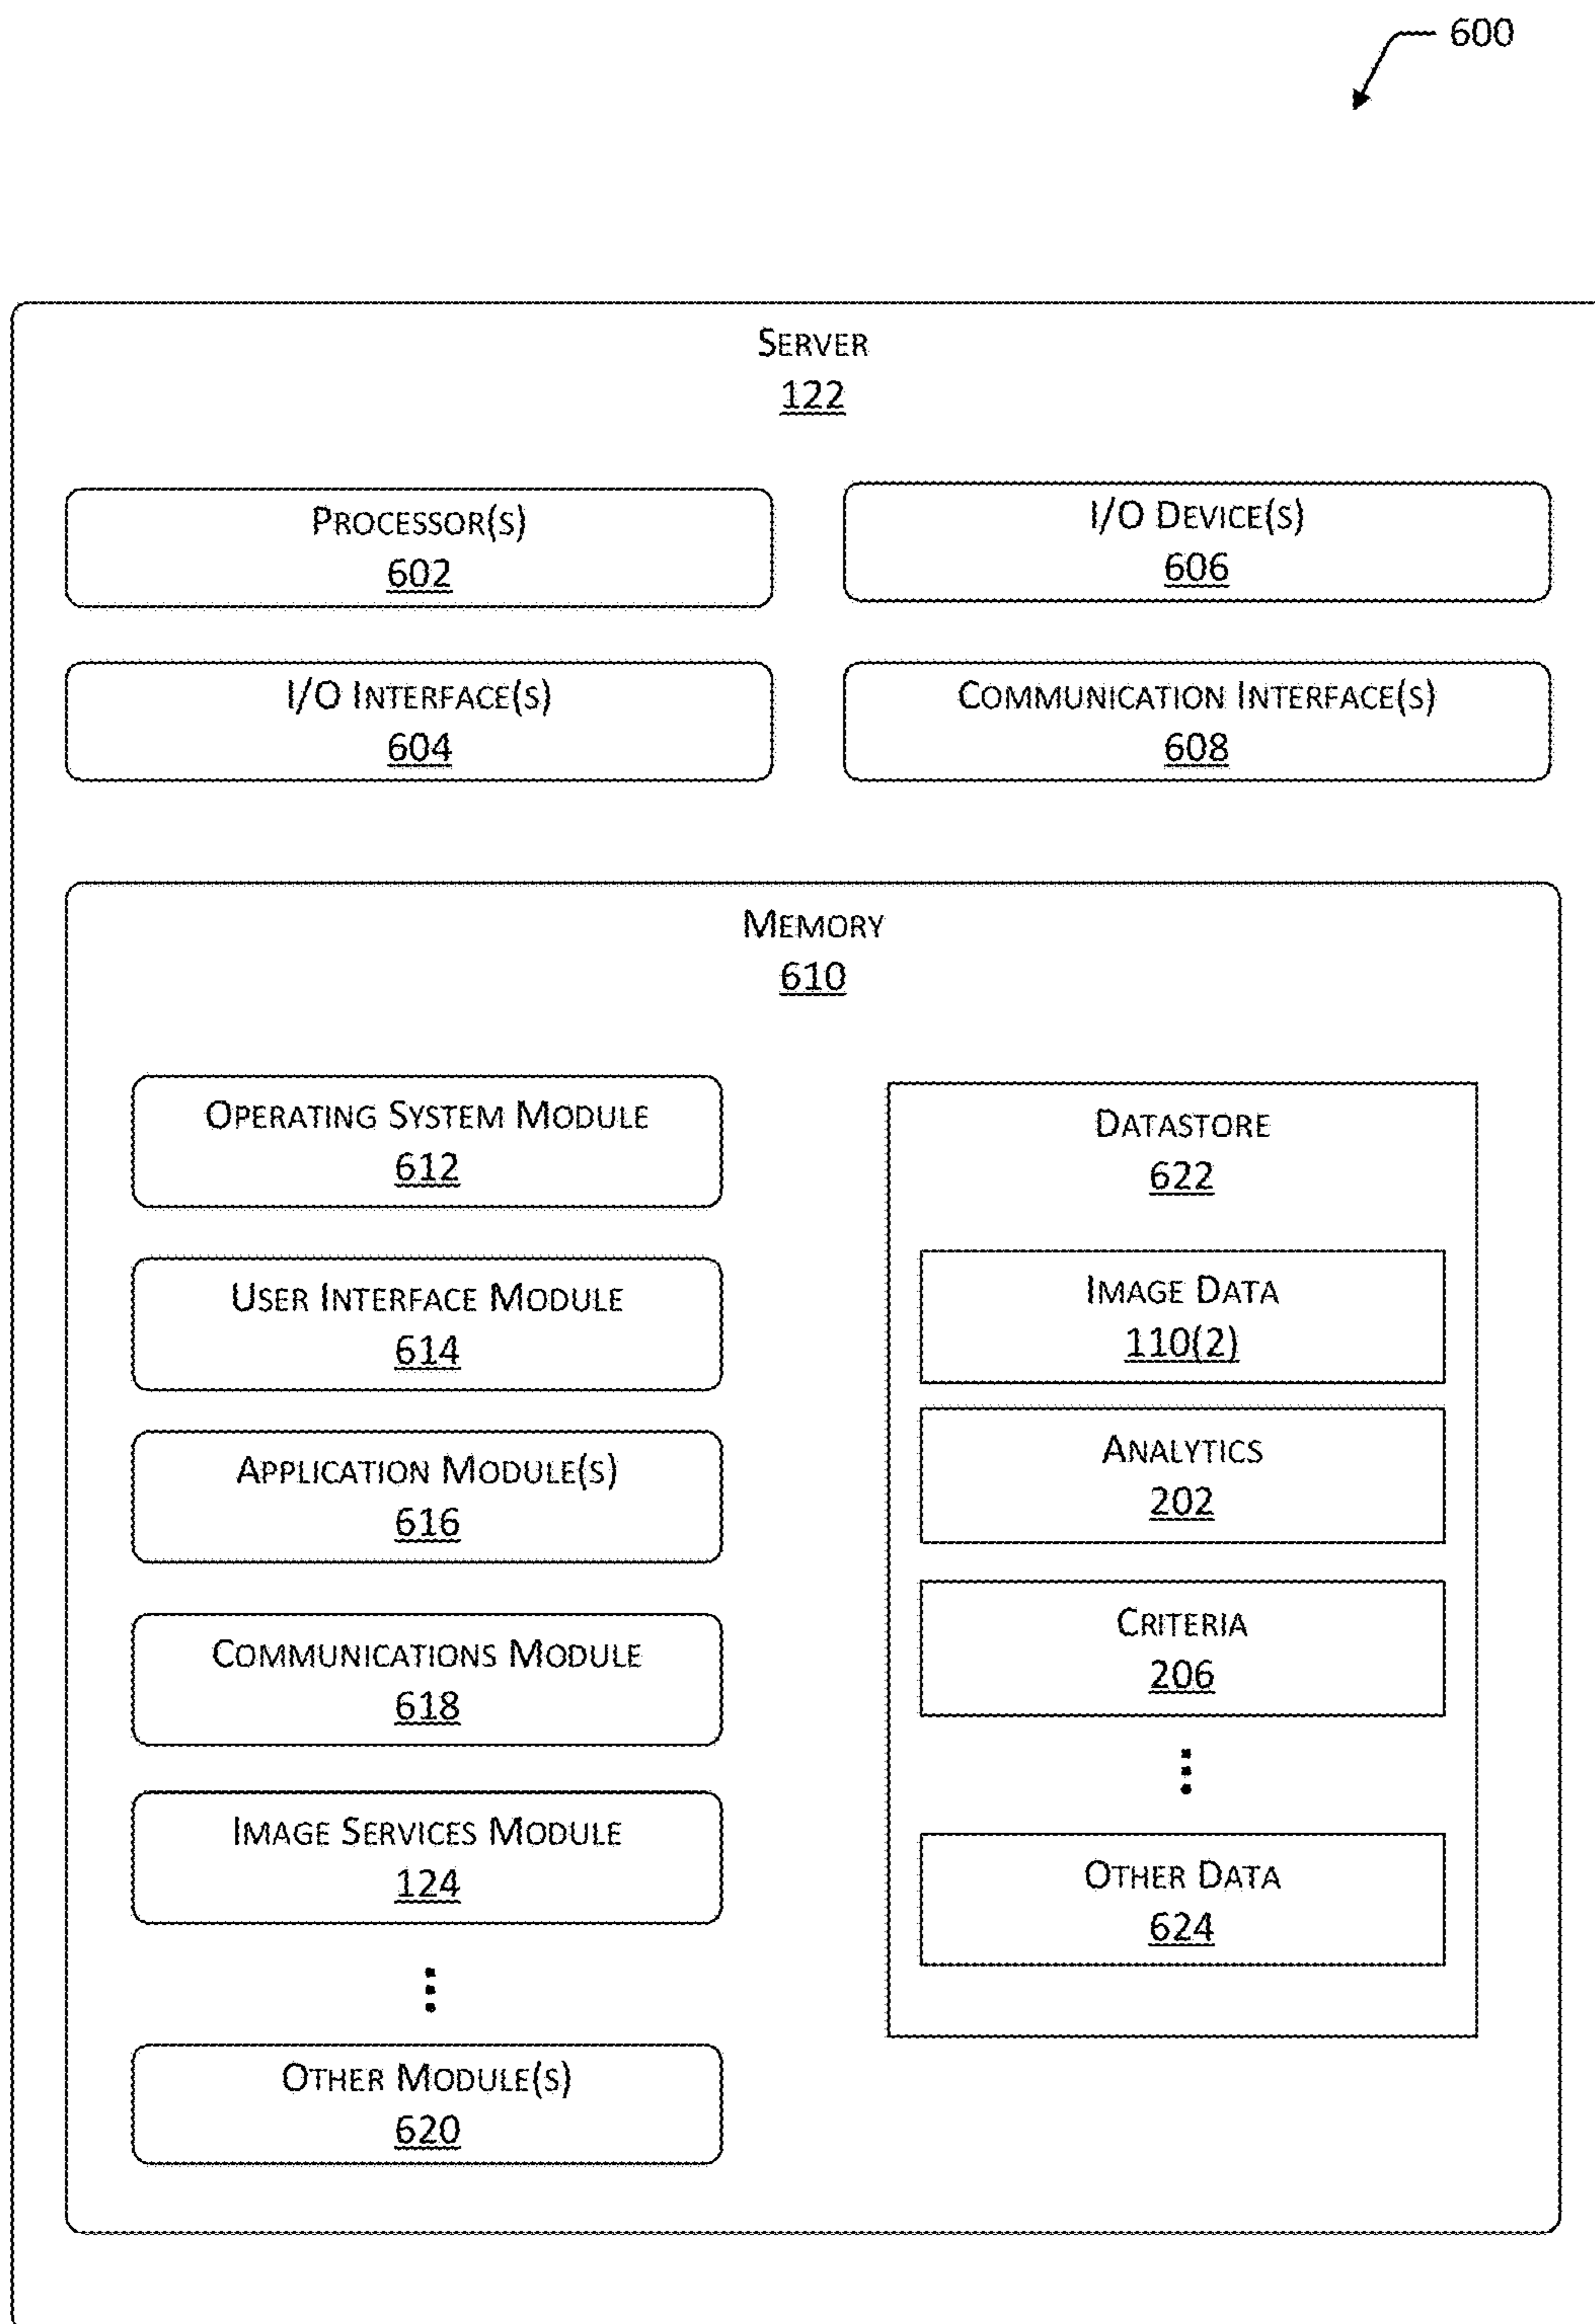 600
SERVER
122
PROCESSOR(S)
602
I/O DEVICE(S)
606
I/O INTERFACE(S)
604
COMMUNICATION INTERFACE(S)
608
MEMORY
610
OPERATING SYSTEM MODULE
612
USER INTERFACE MODULE
614
APPLICATION MODULE(S)
616
COMMUNICATIONS MODULE
618
IMAGE SERVICES MODULE
124
OTHER MODULE(S)
620
DATASTORE
622
IMAGE DATA
110(2)
ANALYTICS
202
CRITERIA
206
OTHER DATA
624